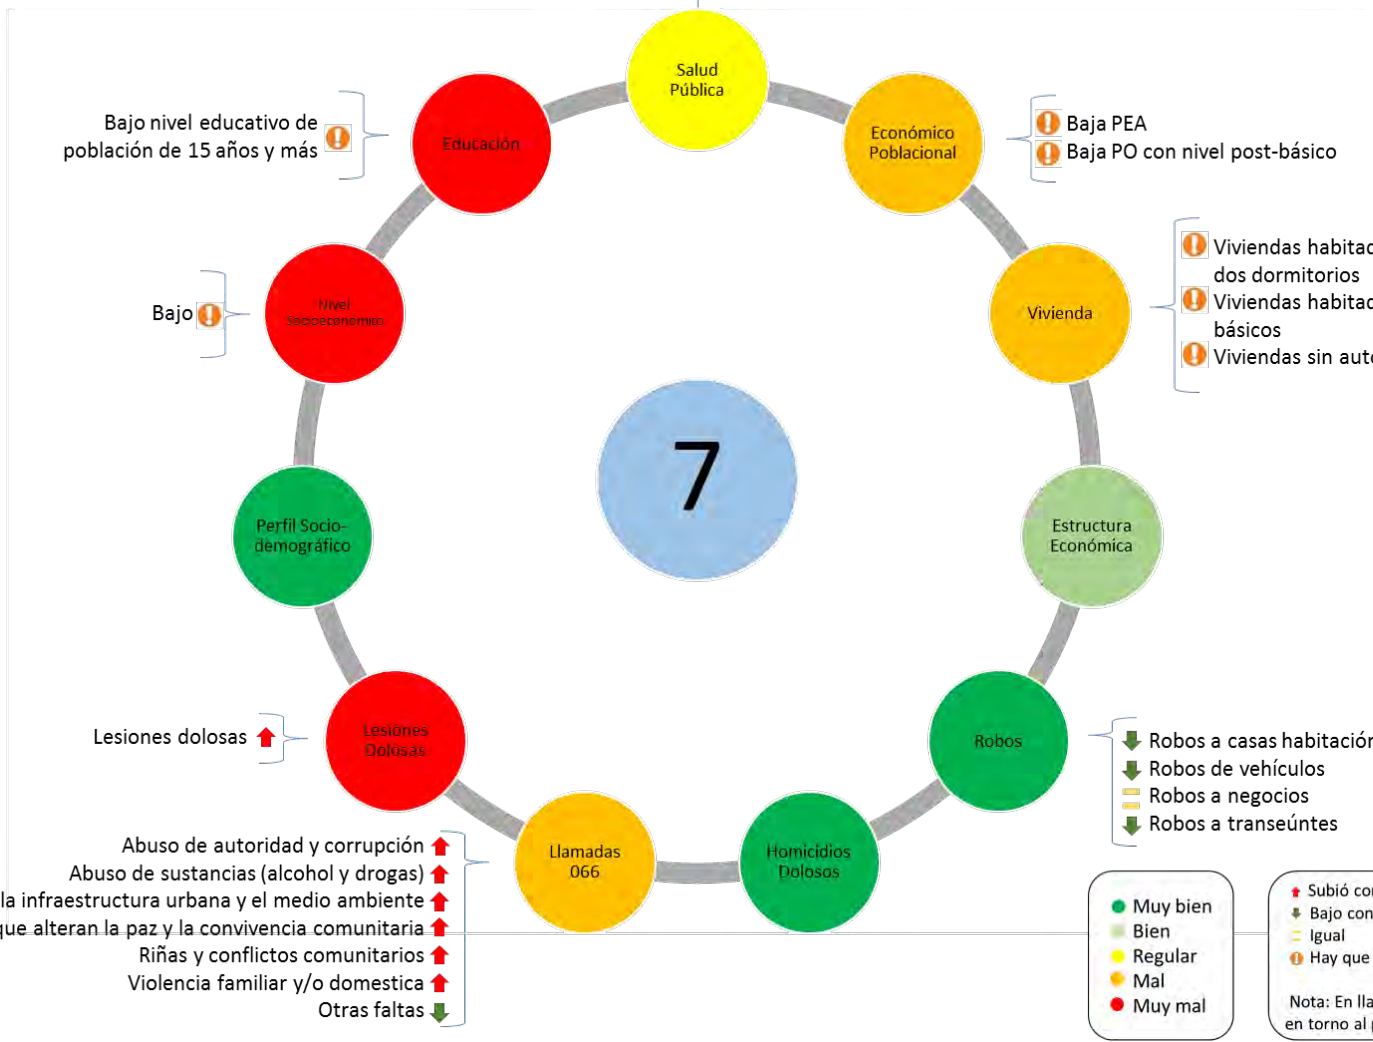 Salud
Pública
Educación
Económico
Poblacional
Bajo nivel educativo de
población de 15 años y más
Baja PEA
Baja PO con nivel post-básico
Nivel
Socioeconómico
Bajo
Vivienda
Viviendas habitad
dos dormitorios
Viviendas habitad
básicos
Viviendas sin aut
7
Perfil Socio-
demográfico
Estructura
Económica
Lesiones
Dolosas
Lesiones dolosas
Robos
Robos a casas habitación
Robos de vehículos
Robos a negocios
Robos a transeúntes
Llamadas
066
Homicidios
Dolosos
Abuso de autoridad y corrupción
Abuso de sustancias (alcohol y drogas)
la infraestructura urbana y el medio ambiente
que alteran la paz y la convivencia comunitaria
Riñas y conflictos comunitarios
Violencia familiar y/o domestica
Otras faltas
Muy bien
Bien
Regular
Mal
Muy mal
Subió con
Bajo con
Igual
Hay que
Nota: En lla
en torno al p